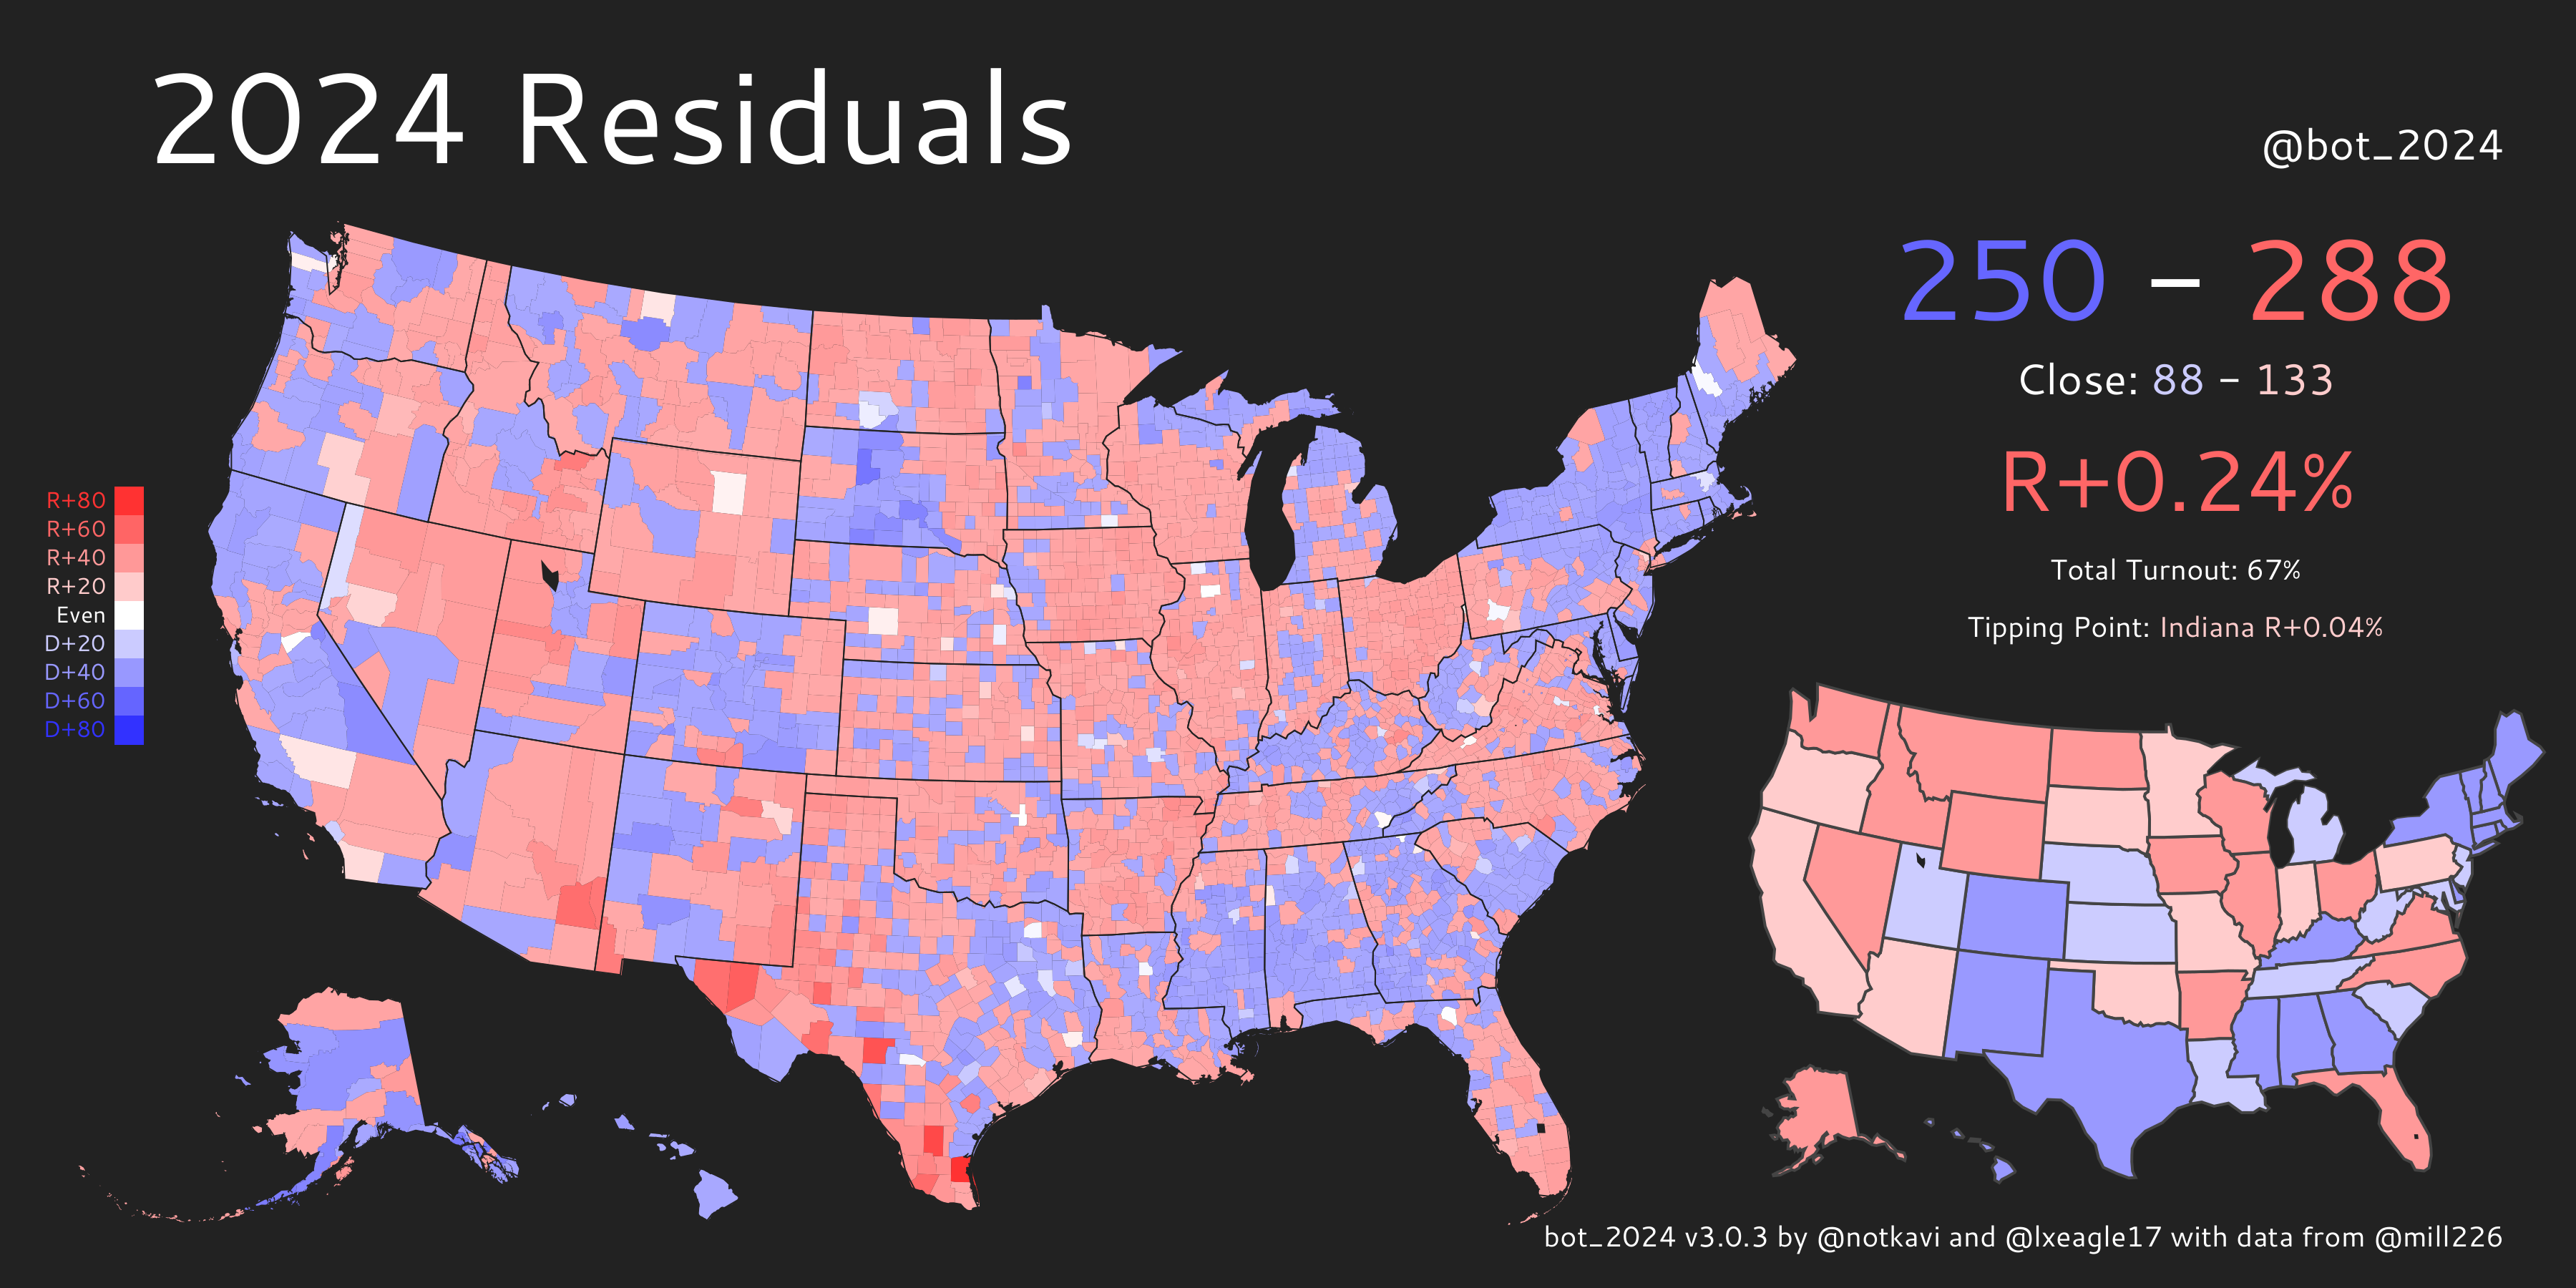 2024 Residuals
@bot_2024
250 – 288
Close: 88 - 133
R+0.24%
Total Turnout: 67%
Tipping Point: Indiana R+0.04%
R+80
R+60
R+40
R+20
Even
D+20
D+40
D+60
D+80
bot_2024 v3.0.3 by @notkavi and @lxeagle17 with data from @mill226